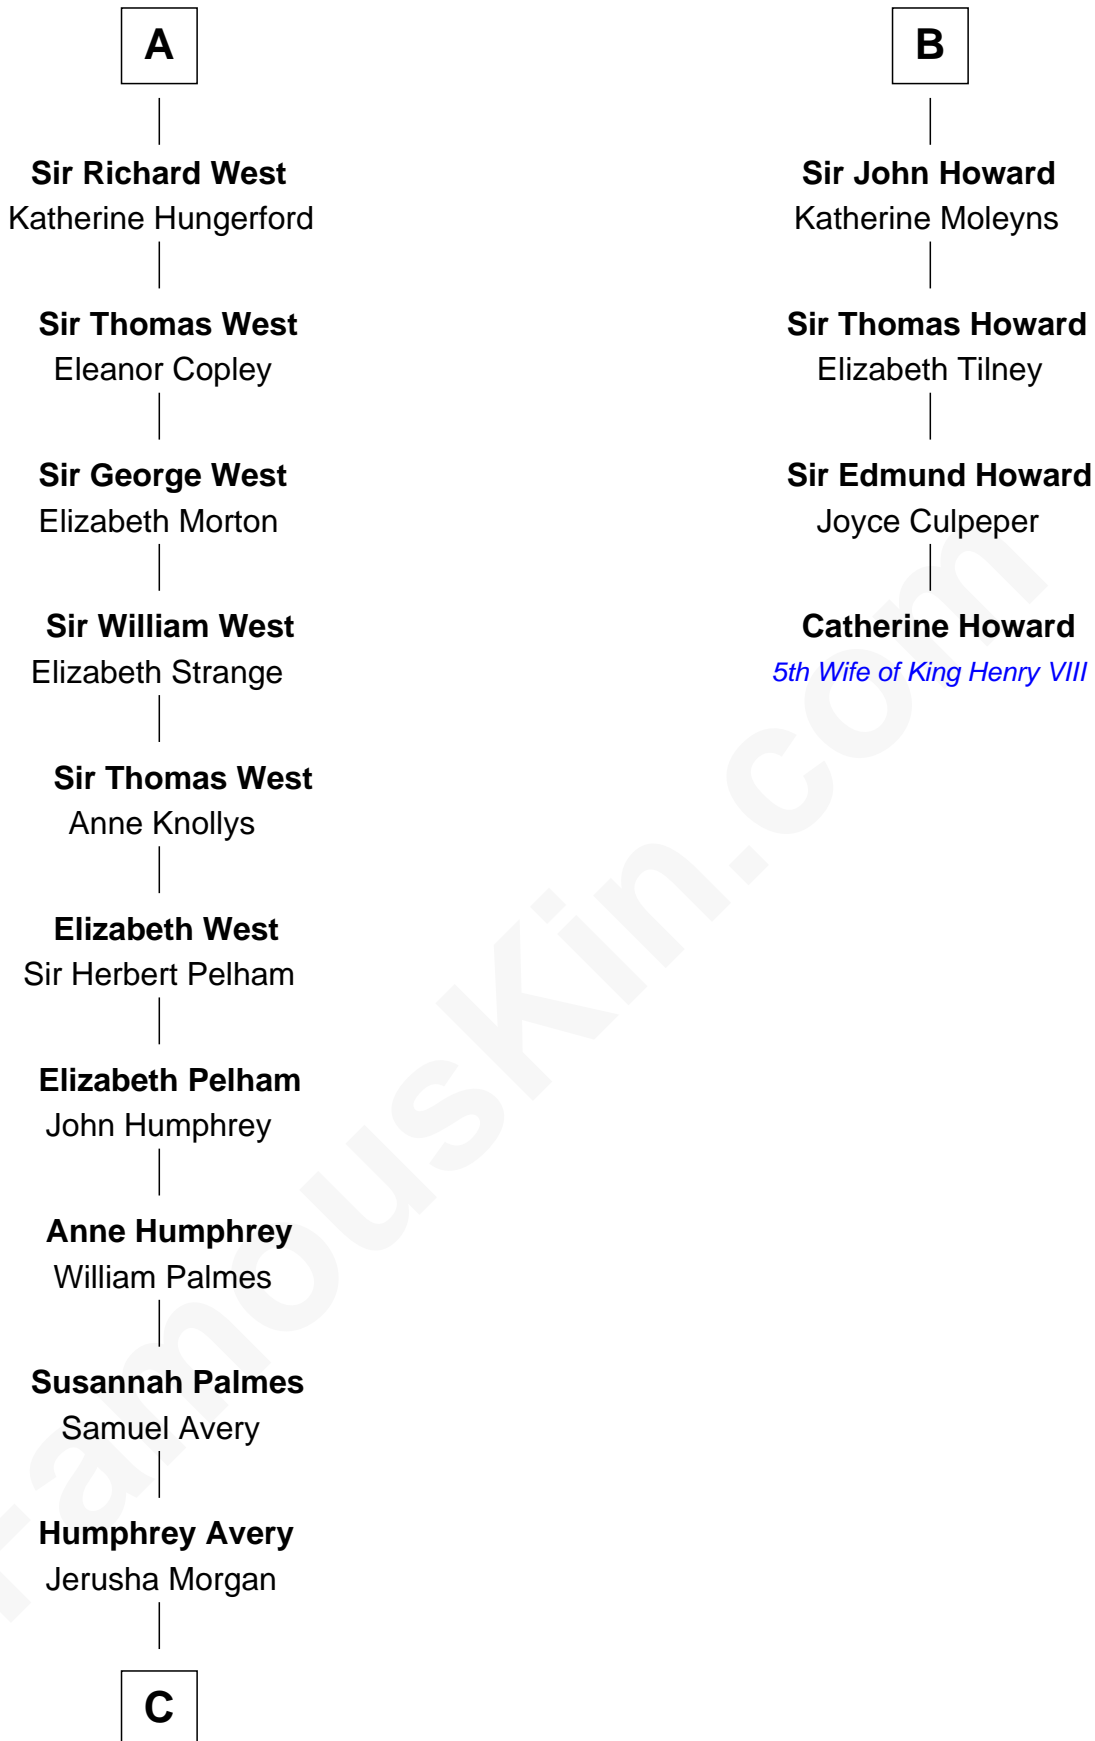 A
Sir Richard West
Katherine Hungerford
Sir Thomas West
Eleanor Copley
Sir George West
Elizabeth Morton
Sir William West
Elizabeth Strange
Sir Thomas West
Anne Knollys
Elizabeth West
Sir Herbert Pelham
Elizabeth Pelham
John Humphrey
Anne Humphrey
William Palmes
Susannah Palmes
Samuel Avery
Humphrey Avery
Jerusha Morgan
C
B
Sir John Howard
Katherine Moleyns
Sir Thomas Howard
Elizabeth Tilney
Sir Edmund Howard
Joyce Culpeper
Catherine Howard
5th Wife of King Henry VIII
FamousKin.com